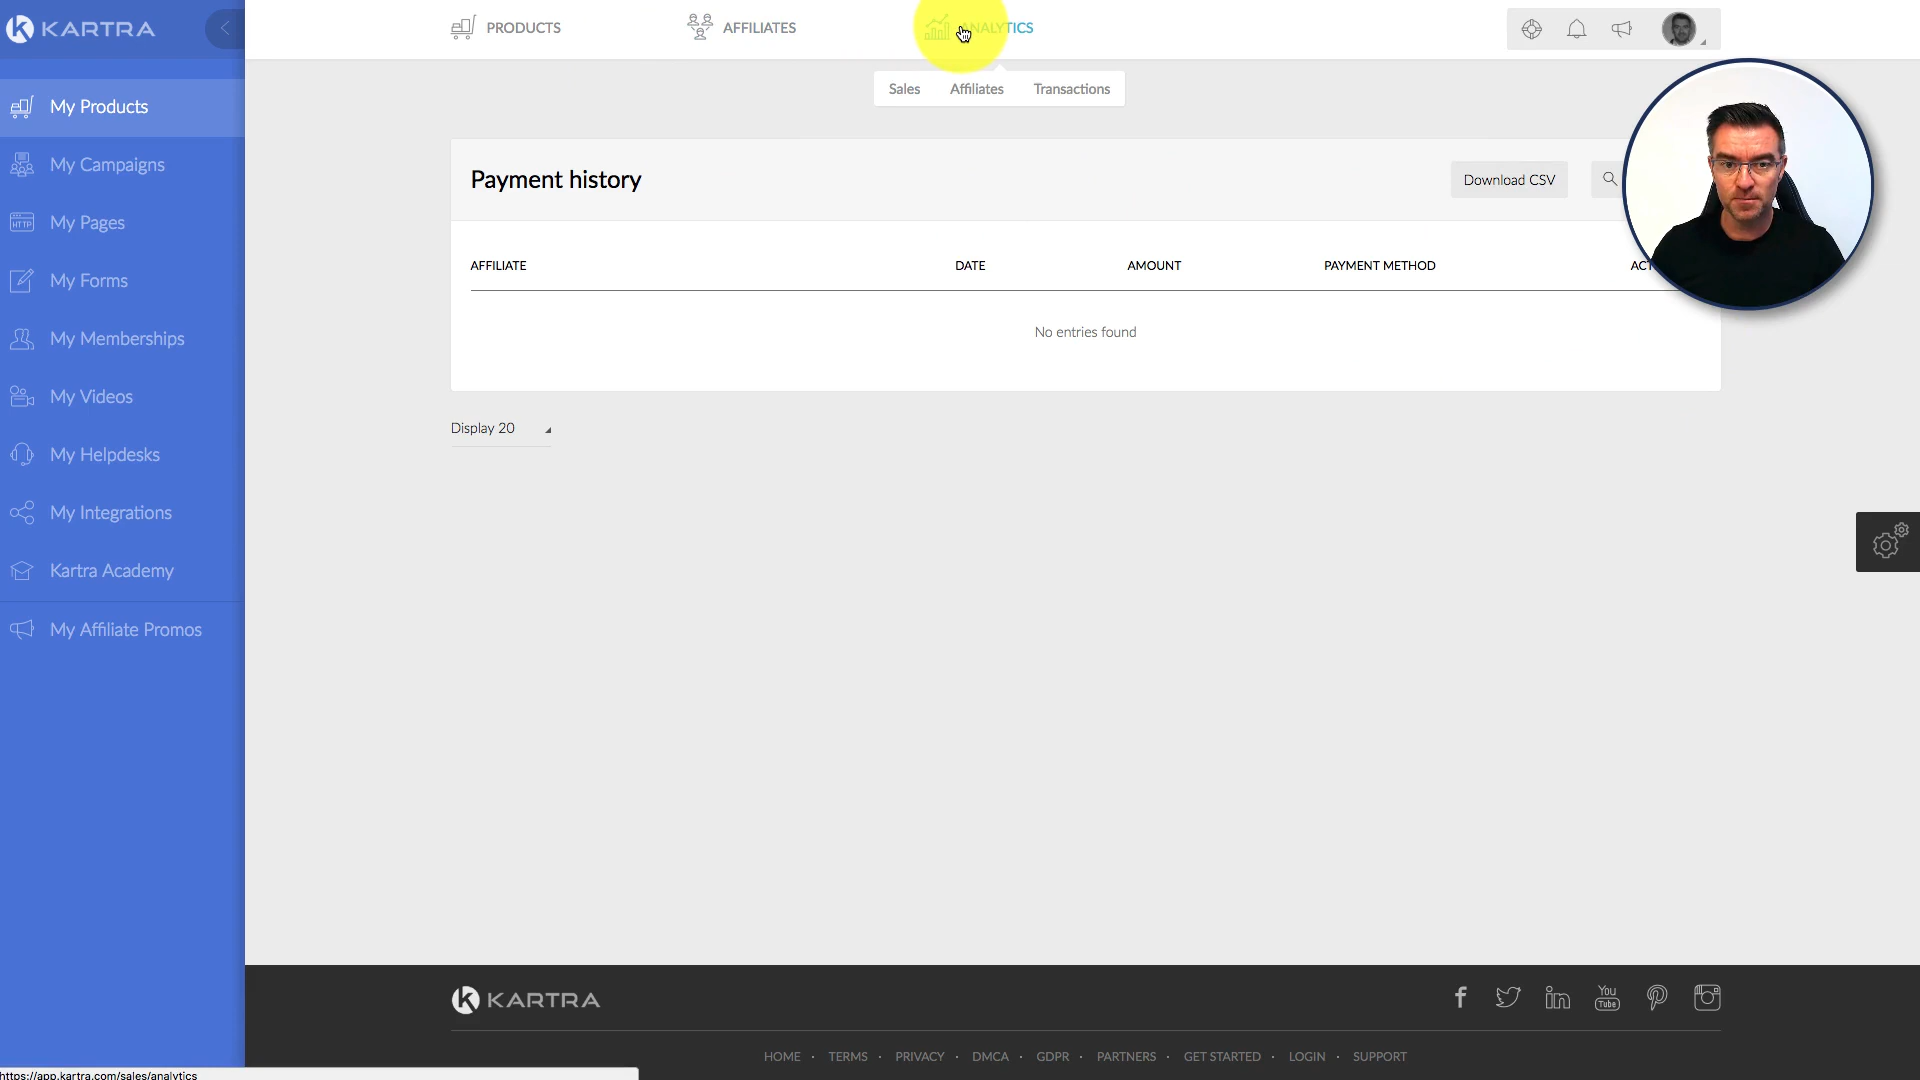 KARTRA
PRODUCTS
AFFILIATES
ANALYTICS
Sales
Affiliates
Transactions
My Products
My Campaigns
HTTP
My Pages
My Forms
My Memberships
My Videos
My Helpdesks
My Integrations
Kartra Academy
My Affiliate Promos
Payment history
Download CSV
AFFILIATE
DATE
AMOUNT
PAYMENT METHOD
No entries found
Display 20
KARTRA
You
Tube
HOME · TERMS · PRIVACY · DMCA · GDPR · PARTNERS · GET STARTED · LOGIN · SUPPORT
https://app.kartra.com/sales/analytics